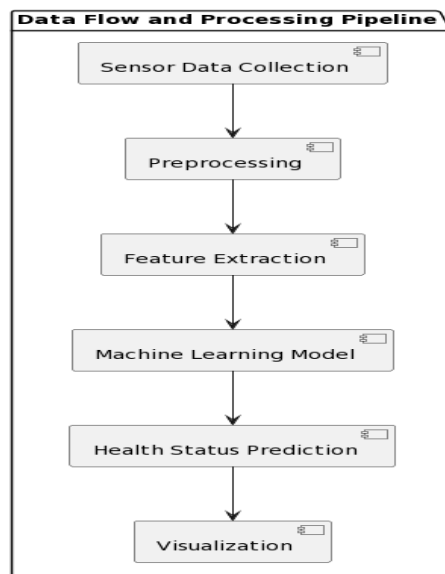 Data Flow and Processing Pipeline
Sensor Data Collection
Preprocessing
Feature Extraction
Machine Learning Model
Health Status Prediction
Visualization